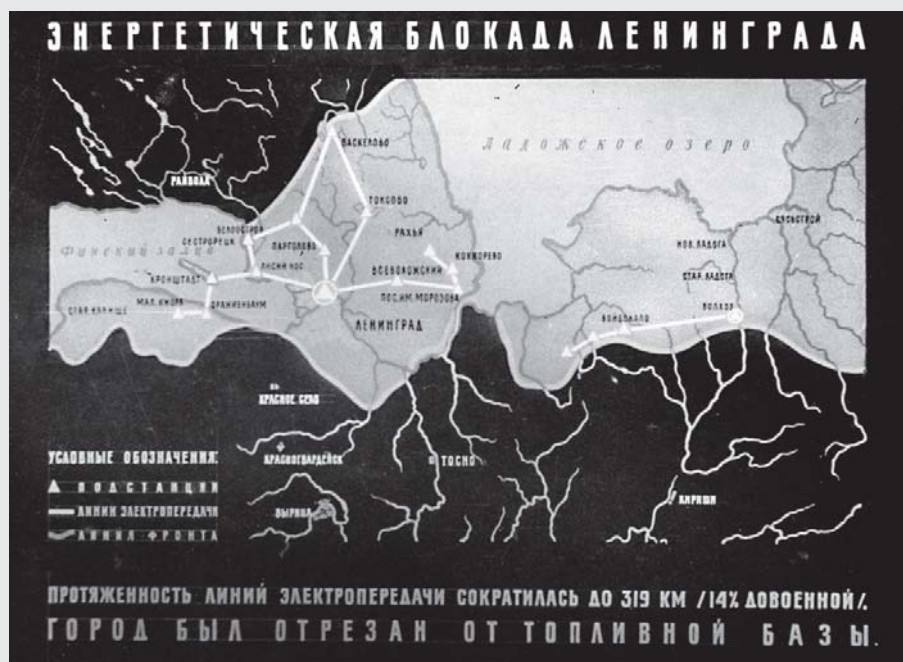 ЭНЕРГЕТИЧЕСКАЯ БЛОКАДА ЛЕНИНГРАДА
ВАСКЕЛОВО
Ладожское озеро
РАЙВОЛА
ТОКСОВО
БЕЛООСТРОВ
СЕСТРОРЕЦК
РАХЬЯ
СЯСЬСТРОЙ
ПАРГОЛОВО
НОВ. ЛАДОГА
Финский залив
КОККОРЕВО
ЛИСИЙ НОС
ВСЕВОЛОЖСКИЙ
СТАР. ЛАДОГА
КРОНШТАДТ
ПОС. ИМ. МОРОЗОВА
МАЛ. ИЖОРА
ОРАНИЕНБАУМ
ВОЛХОВ
ЛЕНИНГРАД
ВОЙБОКАЛО
КРАСНОЕ СЕЛО
УСЛОВНЫЕ ОБОЗНАЧЕНИЯ:
КРАСНОГВАРДЕЙСК
ТОСНО
ПОДСТАНЦИИ
КИРИШИ
ЛИНИИ ЭЛЕКТРОПЕРЕДАЧИ
ВЫРИЦА
ЛИНИЯ ФРОНТА
ПРОТЯЖЕННОСТЬ ЛИНИЙ ЭЛЕКТРОПЕРЕДАЧИ СОКРАТИЛАСЬ ДО 319 КМ /14% ДОВОЕННОЙ/.
ГОРОД БЫЛ ОТРЕЗАН ОТ ТОПЛИВНОЙ БАЗЫ.